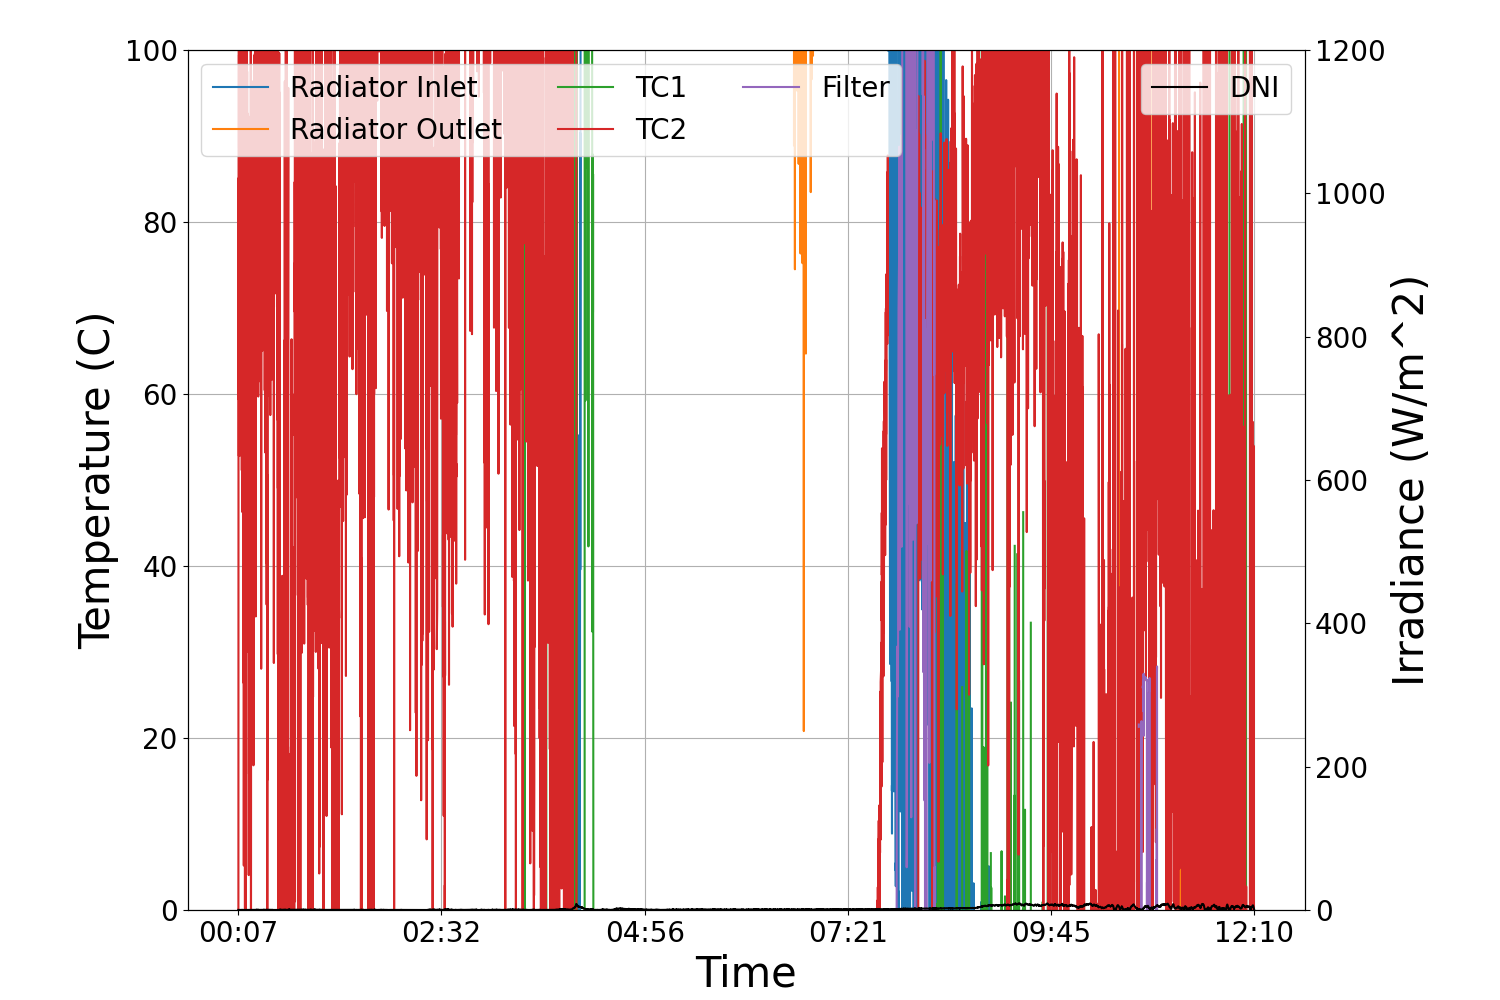 100
80
60
40
20
0
Temperature (C)
Radiator Inlet
Radiator Outlet
TC1
TC2
Filter
DNI
1200
1000
800
600
400
200
0
Irradiance (W/m^2)
00:07 02:32 04:56 07:21 09:45 12:10
Time